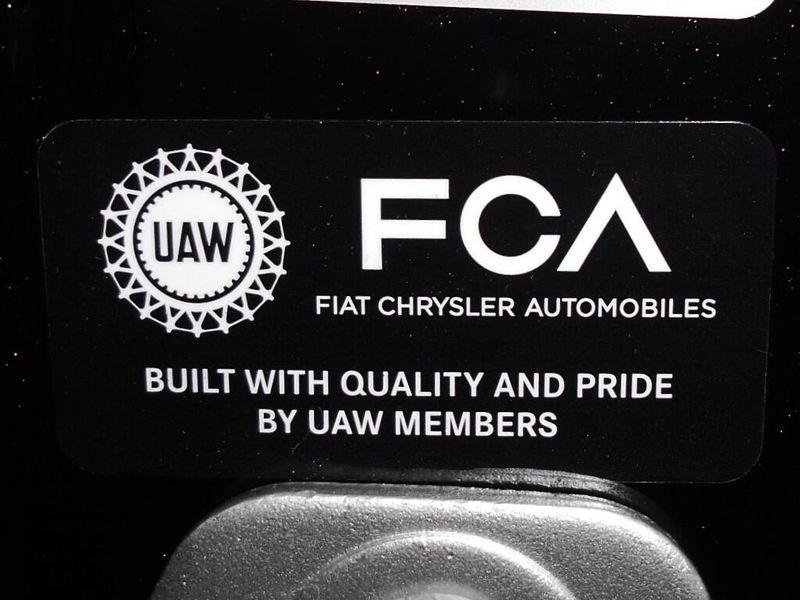 UAW
FCA
FIAT CHRYSLER AUTOMOBILES
BUILT WITH QUALITY AND PRIDE
BY UAW MEMBERS